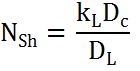 N_Sh = k_L D_c / D_L